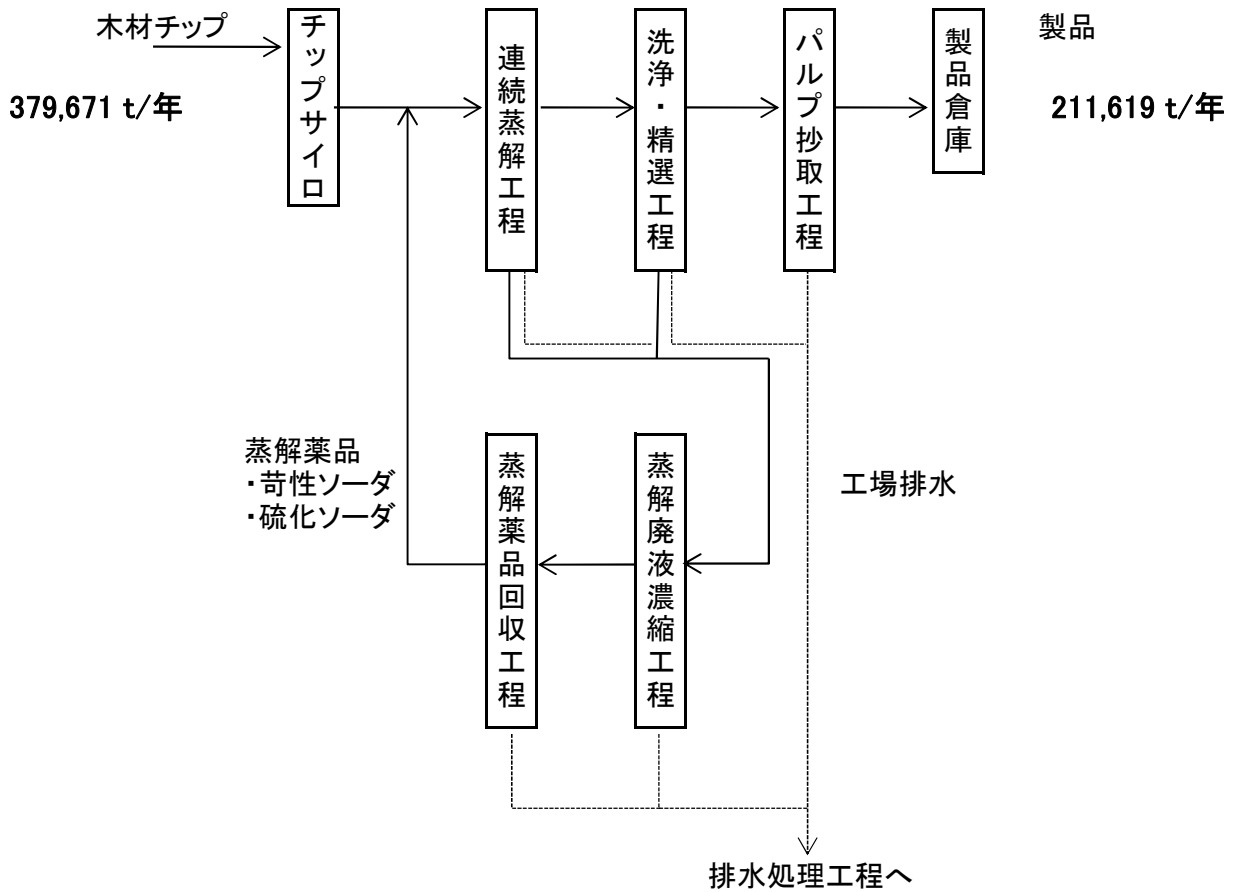 木材チップ
379,671 t/年
チップサイロ
連続蒸解工程
洗浄・精選工程
パルプ抄取工程
製品倉庫
製品
211,619 t/年
蒸解薬品
・苛性ソーダ
・硫化ソーダ
蒸解薬品回収工程
蒸解廃液濃縮工程
工場排水
排水処理工程へ